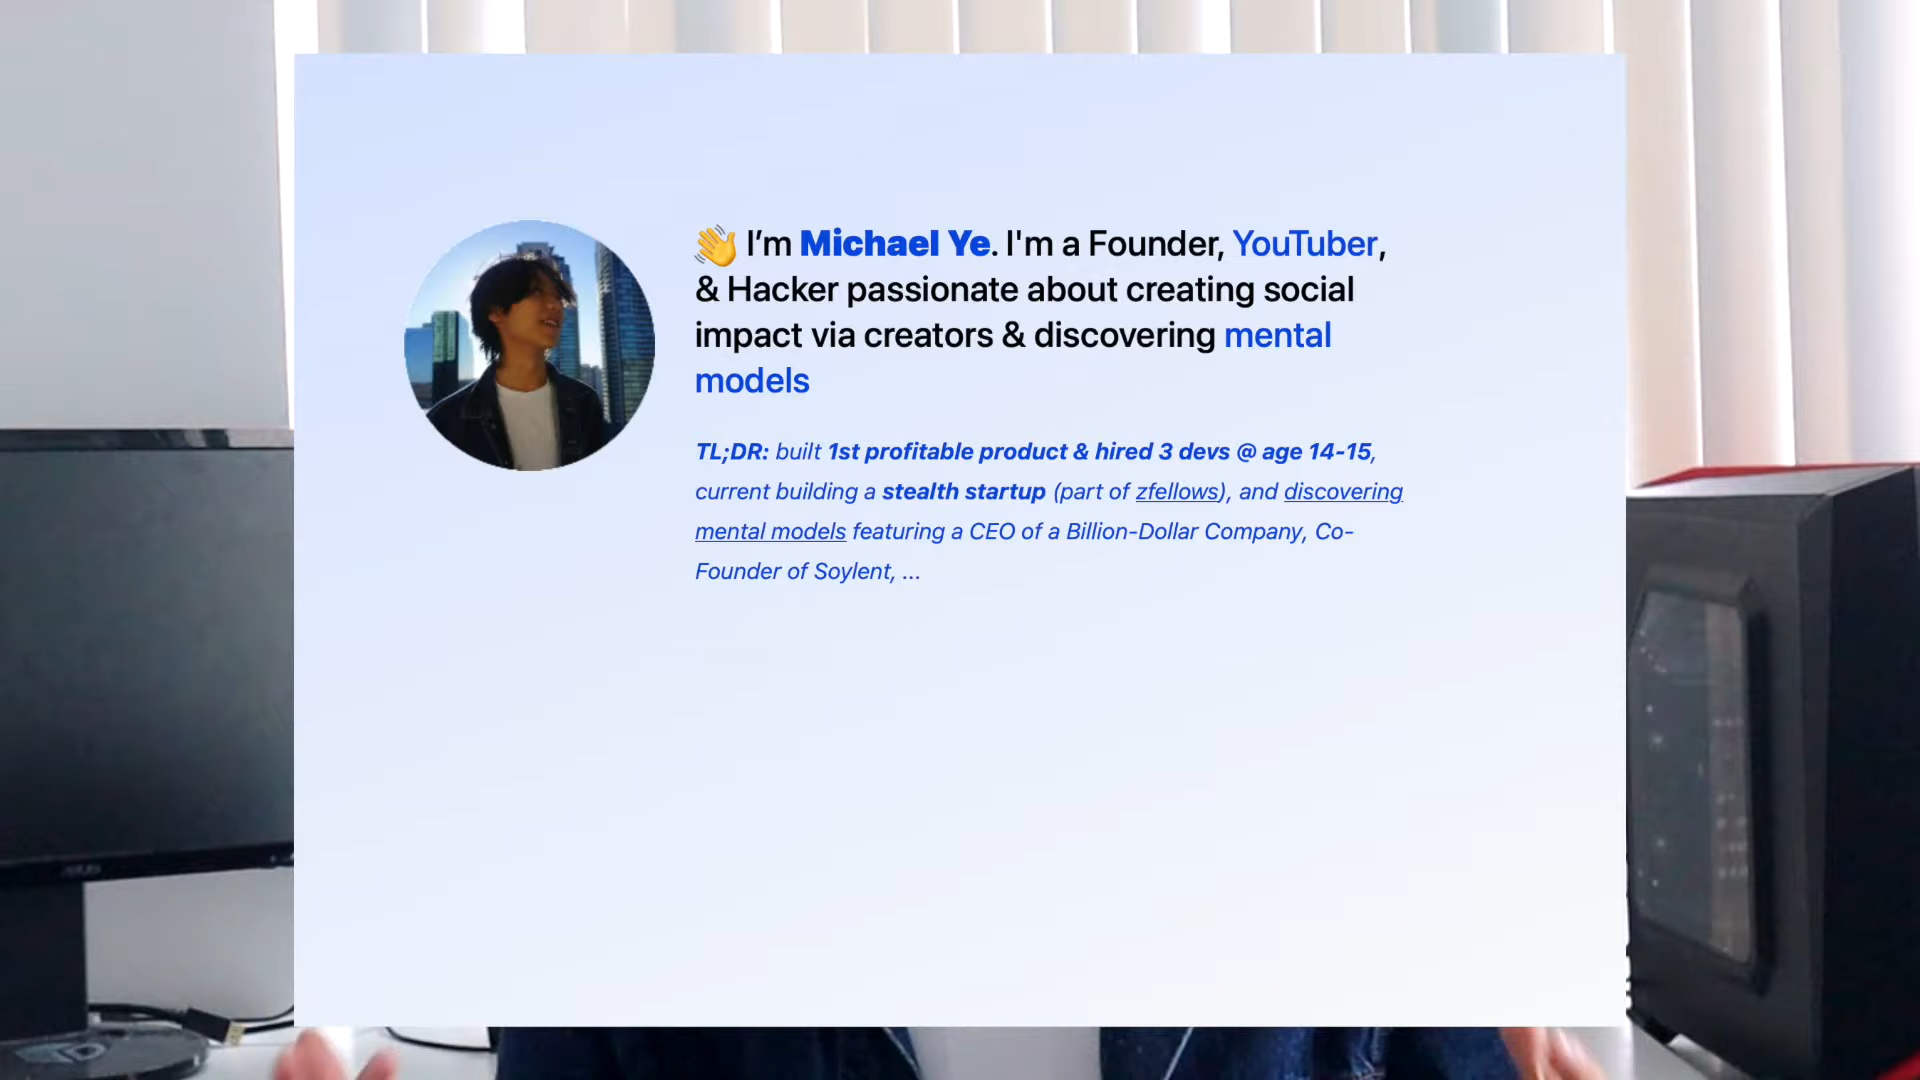 👋 I’m Michael Ye. I'm a Founder, YouTuber,
& Hacker passionate about creating social
impact via creators & discovering mental
models
TL;DR: built 1st profitable product & hired 3 devs @ age 14-15,
current building a stealth startup (part of zfellows), and discovering
mental models featuring a CEO of a Billion-Dollar Company, Co-
Founder of Soylent, ...